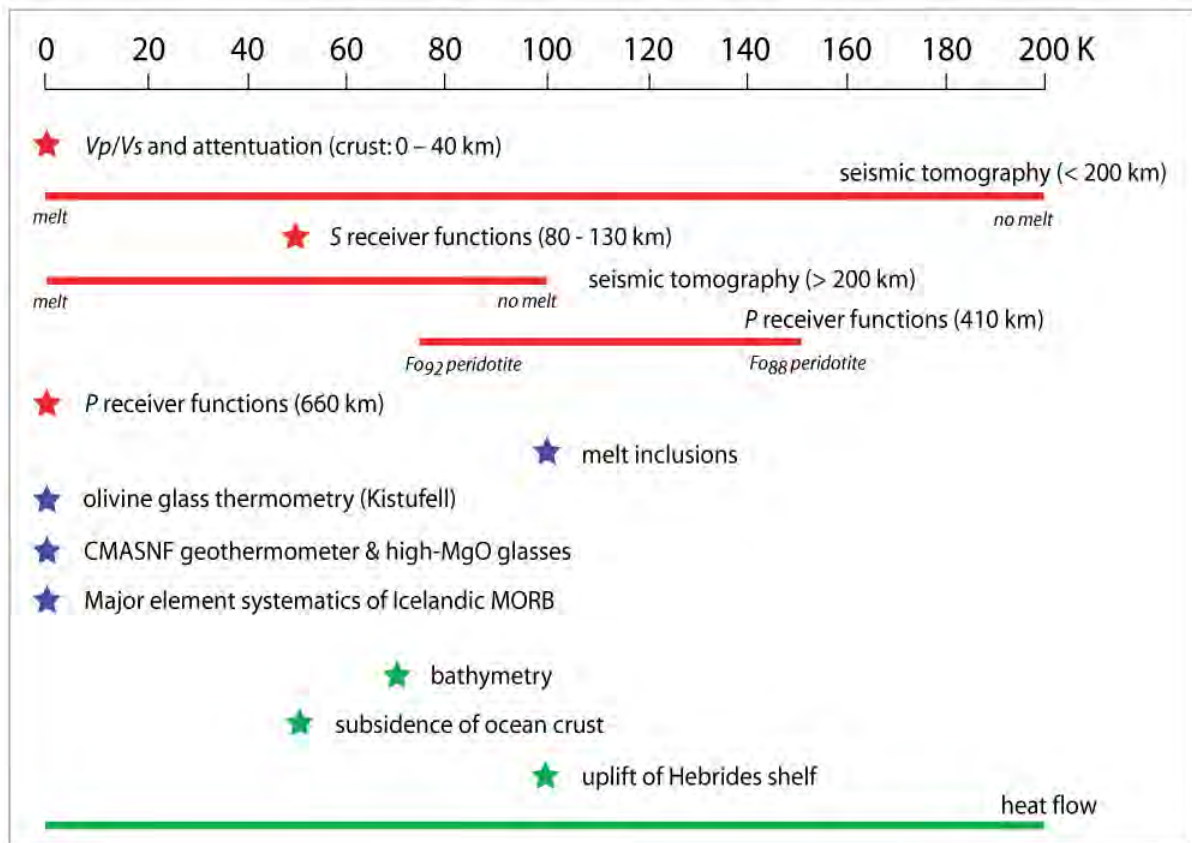 0 20 40 60 80 100 120 140 160 180 200 K
Vp/Vs and attentuation (crust: 0 – 40 km)
seismic tomography (< 200 km)
melt no melt
S receiver functions (80 - 130 km)
seismic tomography (> 200 km)
melt no melt
P receiver functions (410 km)
Fo92 peridotite Fo88 peridotite
P receiver functions (660 km)
melt inclusions
olivine glass thermometry (Kistufell)
CMASNF geothermometer & high-MgO glasses
Major element systematics of Icelandic MORB
bathymetry
subsidence of ocean crust
uplift of Hebrides shelf
heat flow